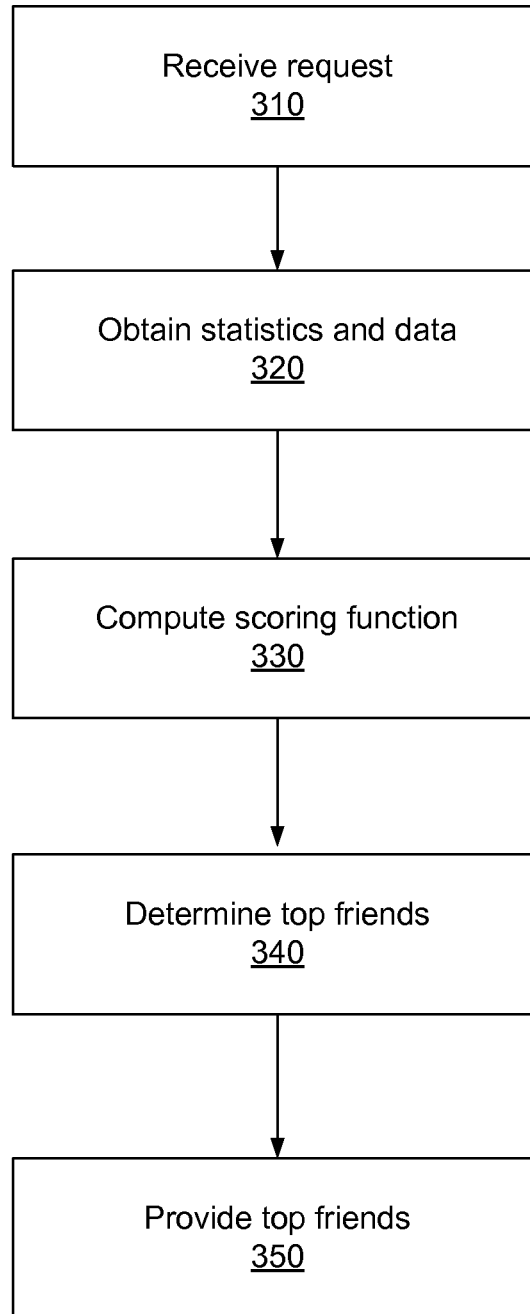 Receive request
310
Obtain statistics and data
320
Compute scoring function
330
Determine top friends
340
Provide top friends
350